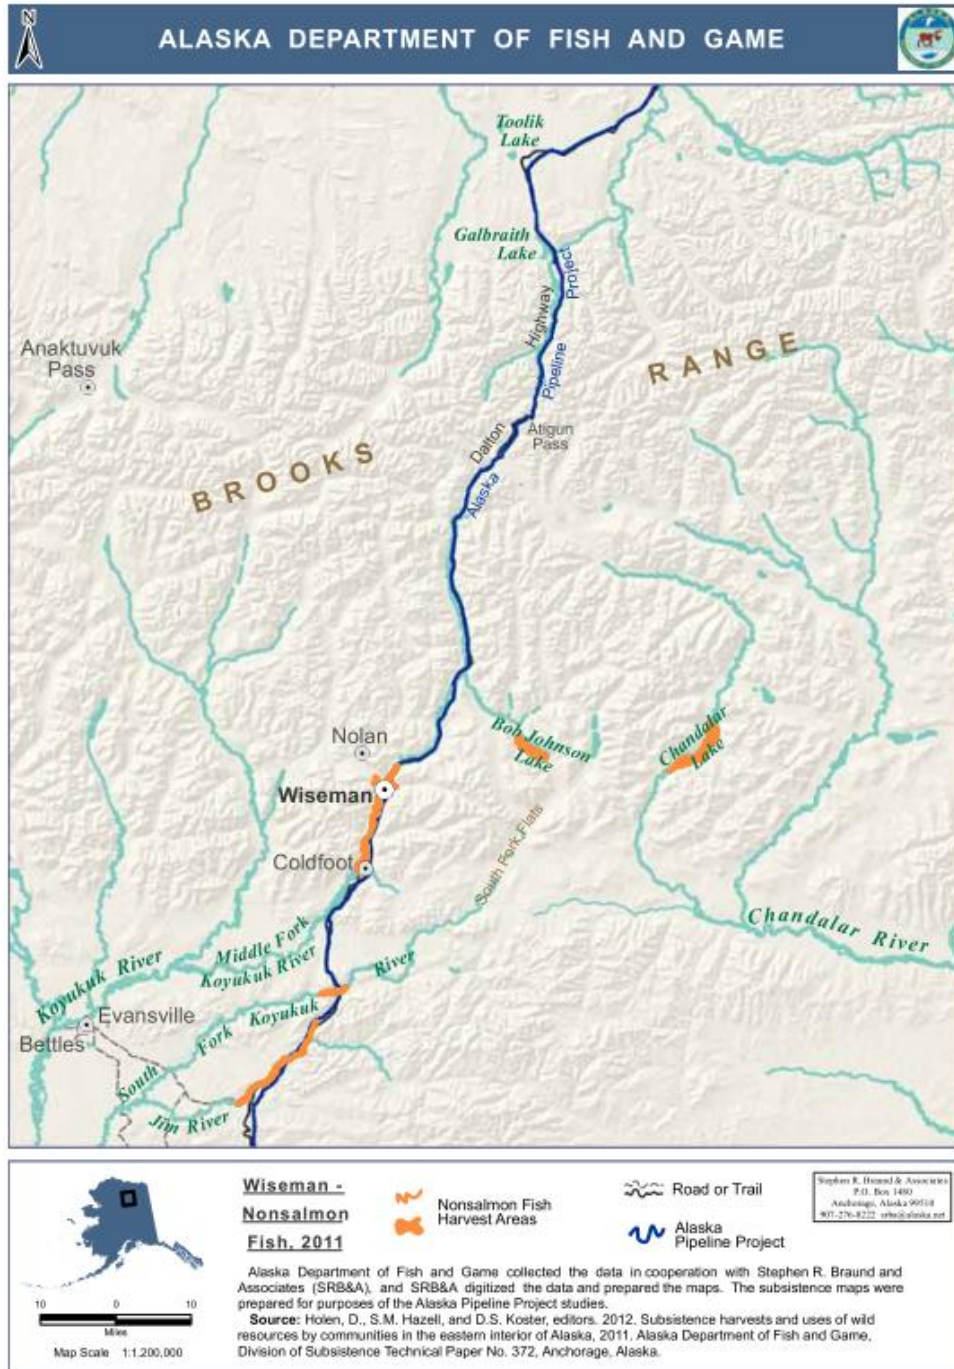 N
ALASKA DEPARTMENT OF FISH AND GAME
Toolik
Lake
Galbraith
Lake
Highway
Project
Pipeline
Anaktuvuk
Pass
RANGE
BROOKS
Dalton
Atigun
Pass
Alaska
Nolan
Bob Johnson
Lake
Chandalar
Lake
Wiseman
Coldfoot
South Fork Flats
Chandalar River
Middle Fork
Koyukuk River
Koyukuk River
River
Koyukuk
Fork
South
Evansville
Bettles
Jim River
Wiseman -
Nonsalmon
Fish, 2011
Nonsalmon Fish
Harvest Areas
Road or Trail
Alaska
Pipeline Project
Stephen R. Braund & Associates
P.O. Box 1480
Anchorage, Alaska 99510
907-276-8222 srba@alaska.net
Alaska Department of Fish and Game collected the data in cooperation with Stephen R. Braund and
Associates (SRB&A), and SRB&A digitized the data and prepared the maps. The subsistence maps were
prepared for purposes of the Alaska Pipeline Project studies.
Source: Holen, D., S.M. Hazell, and D.S. Koster, editors. 2012. Subsistence harvests and uses of wild
resources by communities in the eastern interior of Alaska, 2011. Alaska Department of Fish and Game,
Division of Subsistence Technical Paper No. 372, Anchorage, Alaska.
10 0 10
Miles
Map Scale 1:1,200,000